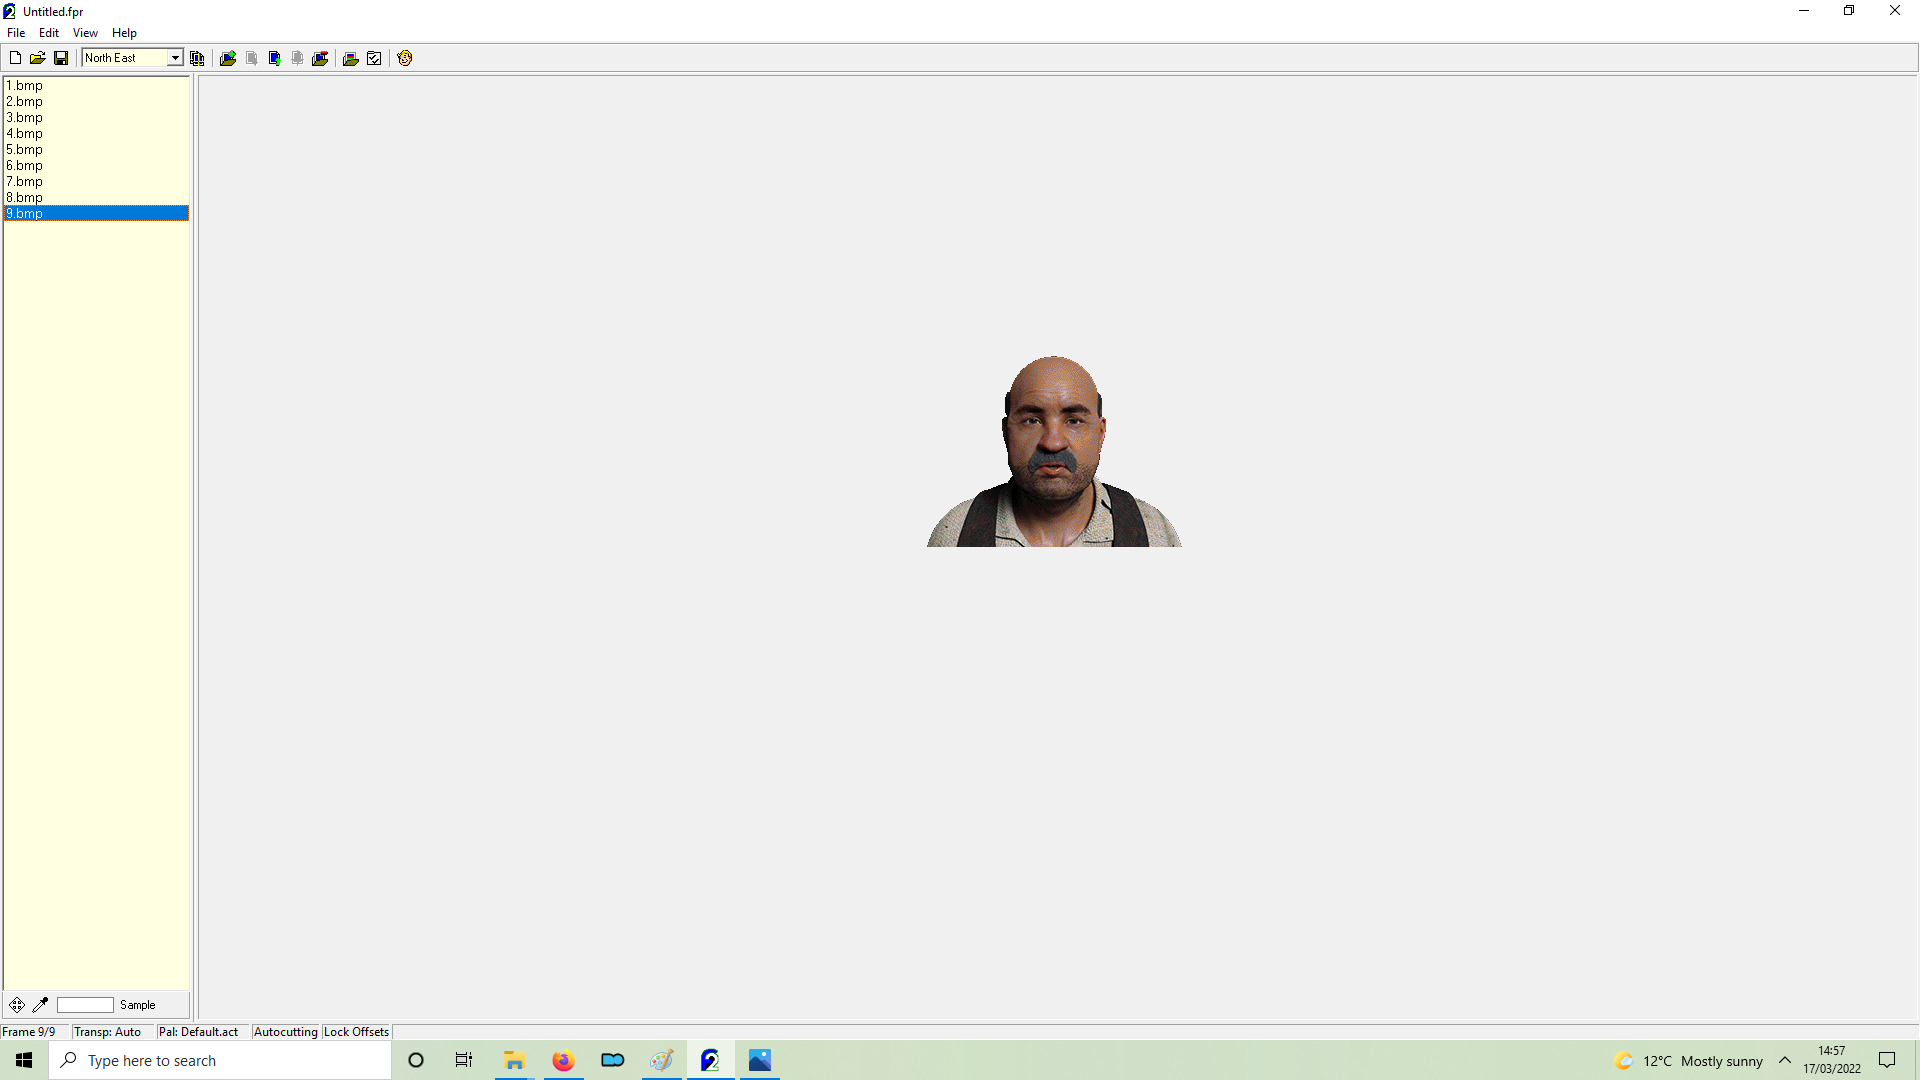 Untitled.fpr
File Edit View Help
North East
1.bmp
2.bmp
3.bmp
4.bmp
5.bmp
6.bmp
7.bmp
8.bmp
9.bmp
Sample
Frame 9/9 Transp: Auto Pal: Default.act Autocutting Lock Offsets
Type here to search
12°C Mostly sunny
14:57
17/03/2022